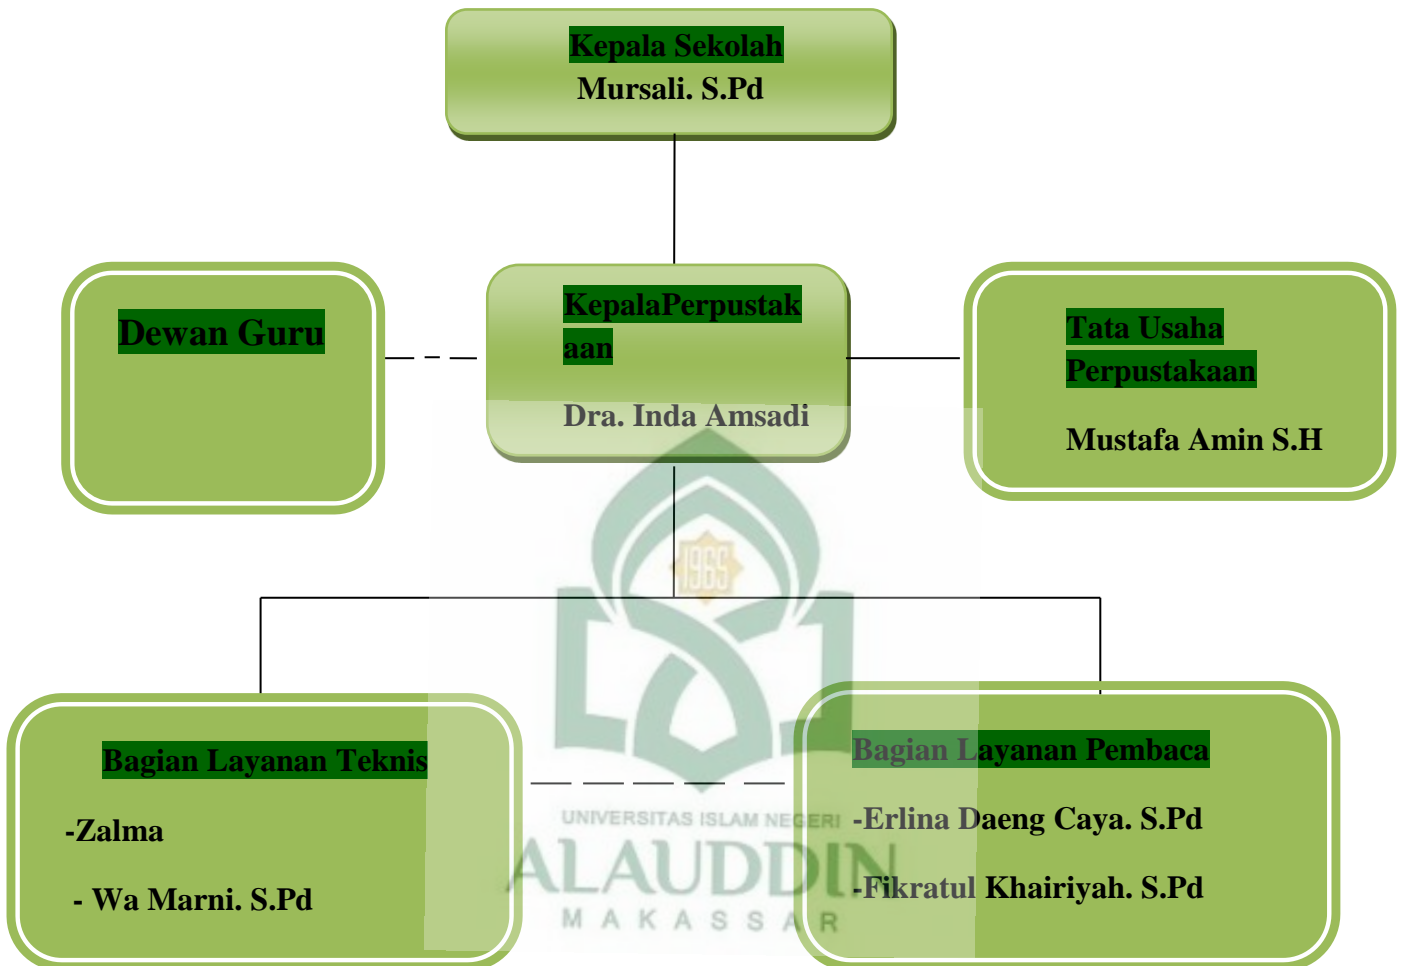 Kepala Sekolah
Mursali. S.Pd
Dewan Guru
KepalaPerpustak
aan
Dra. Inda Amsadi
Tata Usaha
Perpustakaan
Mustafa Amin S.H
1965
Bagian Layanan Teknis
-Zalma
- Wa Marni. S.Pd
Bagian Layanan Pembaca
-Erlina Daeng Caya. S.Pd
-Fikratul Khairiyah. S.Pd
UNIVERSITAS ISLAM NEGERI
ALAUDDIN
MAKASSAR